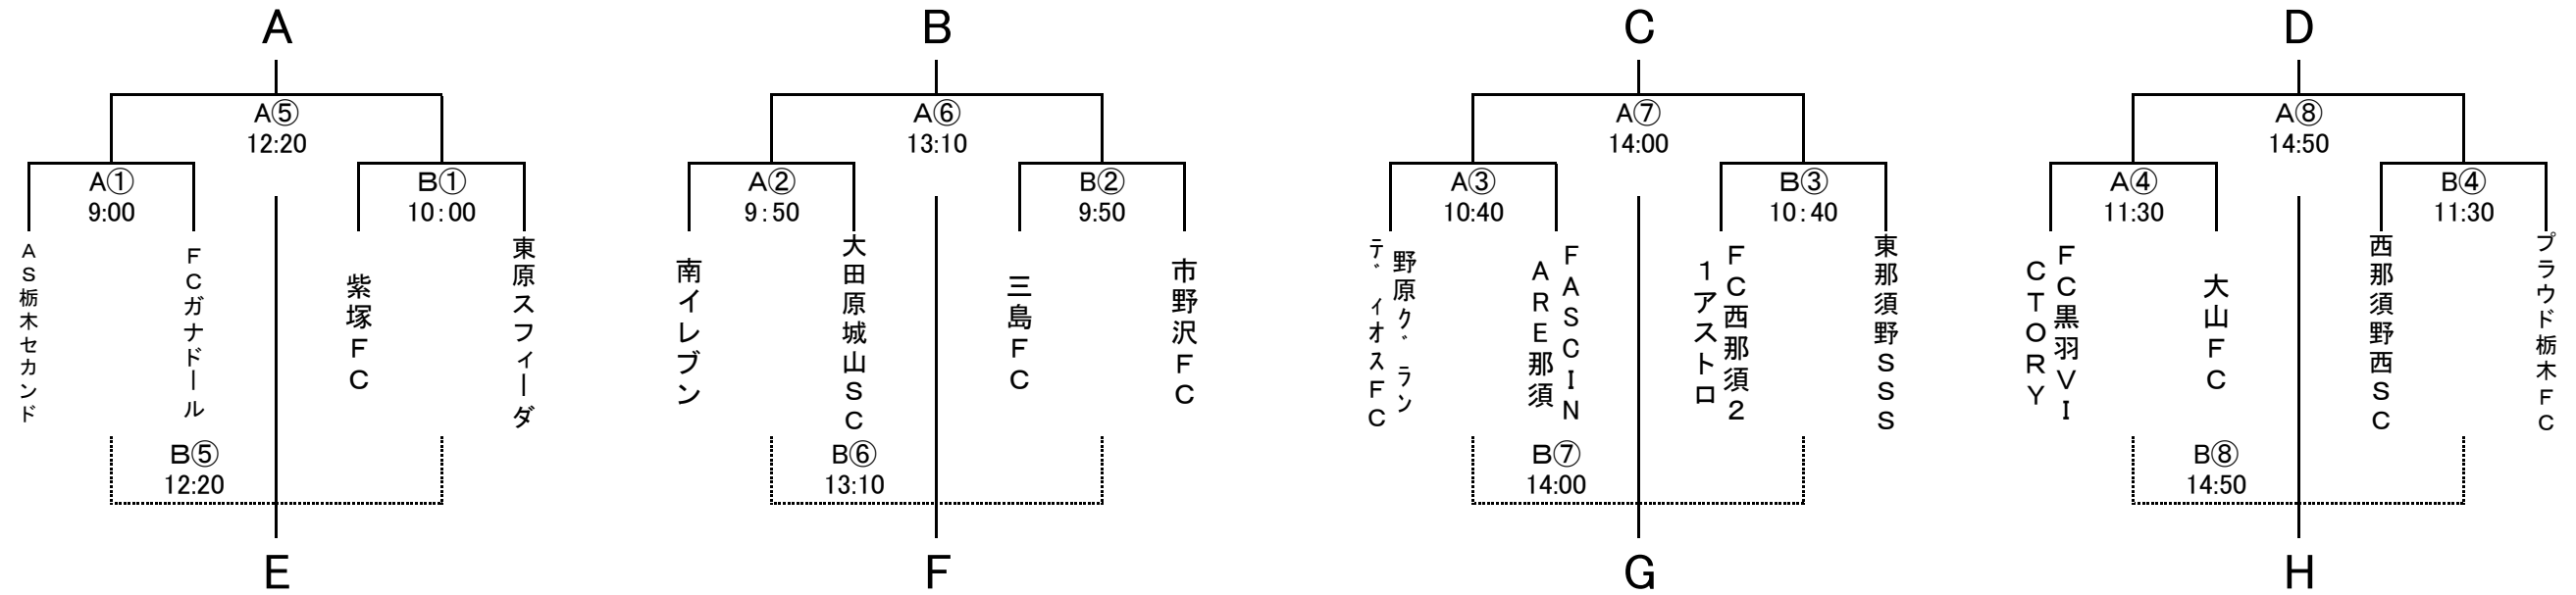 A
B
C
D
A⑤
12:20
A⑥
13:10
A⑦
14:00
A⑧
14:50
A①
9:00
B①
10:00
A②
9:50
B②
9:50
A③
10:40
B③
10:40
A④
11:30
B④
11:30
AS栃木セカンド
FCガナドール
紫塚FC
東原スフィーダ
南イレブン
大田原城山SC
三島FC
市野沢FC
野原グラン
ディオスFC
FASCIN
ARE那須
FC西那須2
1アストロ
東那須野SSS
FC黒羽VI
CTORY
大山FC
西那須野西SC
プラウド栃木FC
B⑤
12:20
B⑥
13:10
B⑦
14:00
B⑧
14:50
E
F
G
H